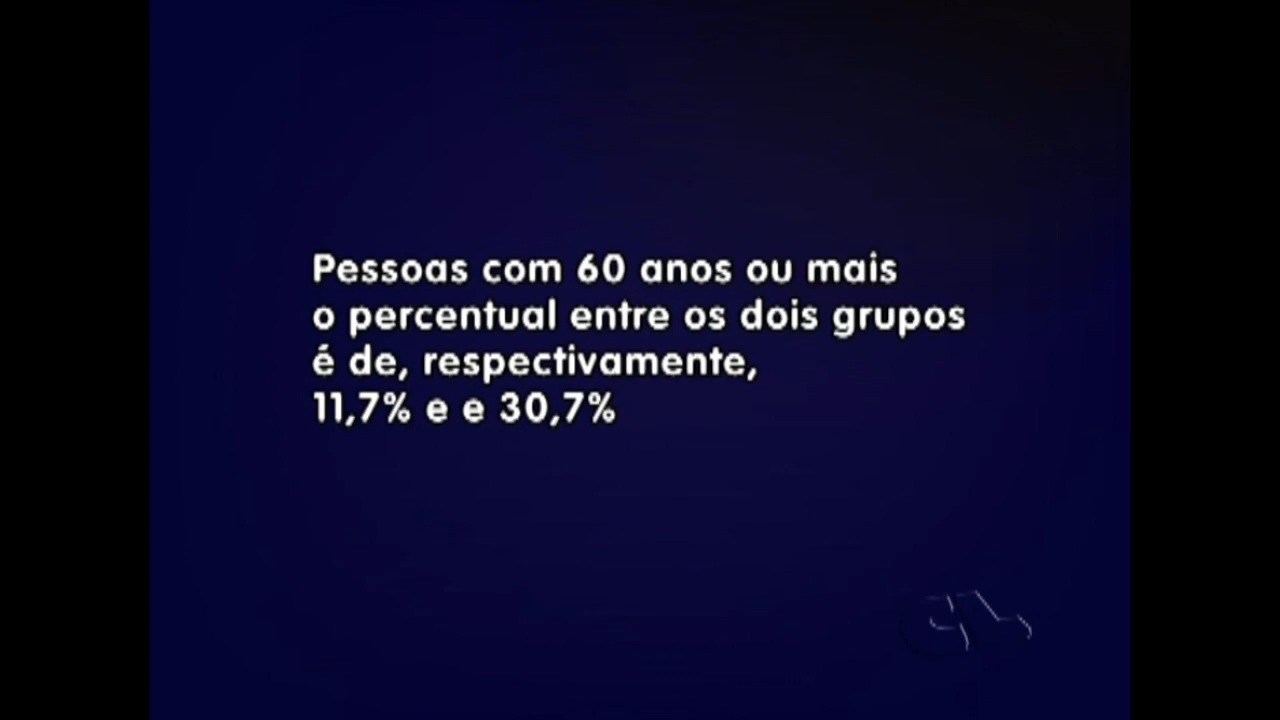 Pessoas com 60 anos ou mais
o percentual entre os dois grupos
é de, respectivamente,
11,7% e e 30,7%